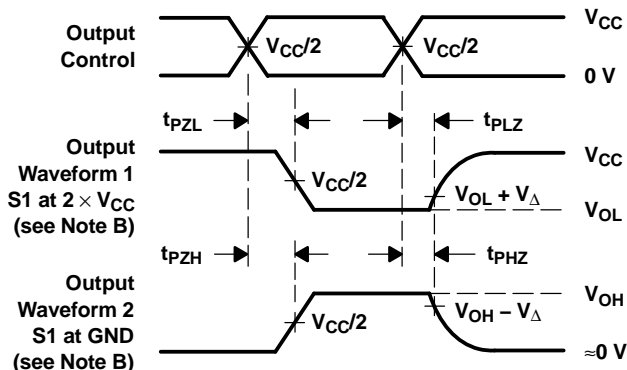 Output
Control
V_CC/2
V_CC/2
V_CC
0 V
t_PZL
t_PLZ
Output
Waveform 1
S1 at 2 × V_CC
(see Note B)
V_CC/2
V_CC
V_OL + V_Δ
V_OL
t_PZH
t_PHZ
Output
Waveform 2
S1 at GND
(see Note B)
V_CC/2
V_OH
V_OH − V_Δ
≈0 V